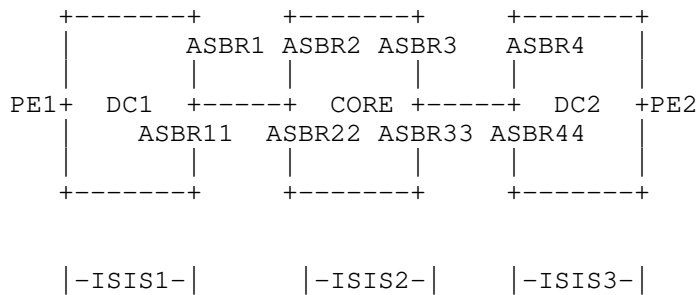 ASBR1 ASBR2 ASBR3 ASBR4
PE1 DC1 CORE DC2 PE2
ASBR11 ASBR22 ASBR33 ASBR44
|-ISIS1-| |-ISIS2-| |-ISIS3-|